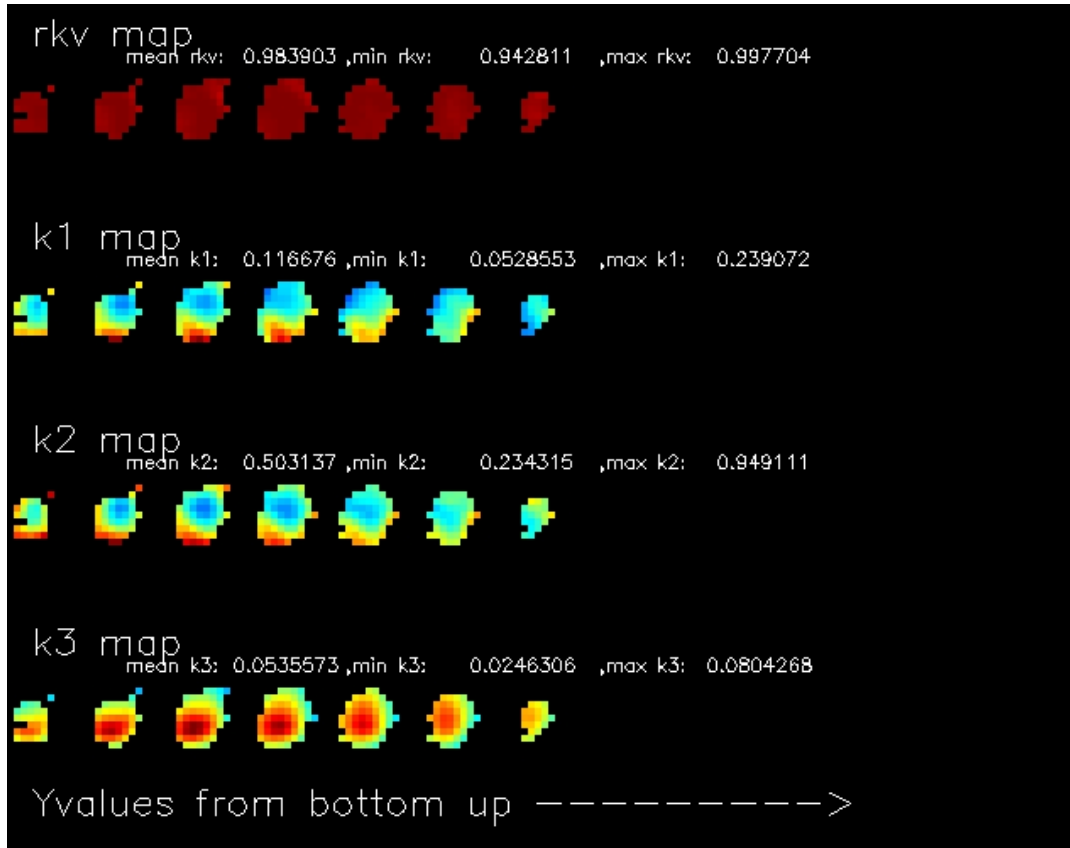 rkv map
mean rkv: 0.983903 ,min rkv: 0.942811 ,max rkv: 0.997704
k1 map
mean k1: 0.116676 ,min k1: 0.0528553 ,max k1: 0.239072
k2 map
mean k2: 0.503137 ,min k2: 0.234315 ,max k2: 0.949111
k3 map
mean k3: 0.0535573 ,min k3: 0.0246306 ,max k3: 0.0804268
Yvalues from bottom up ---------->